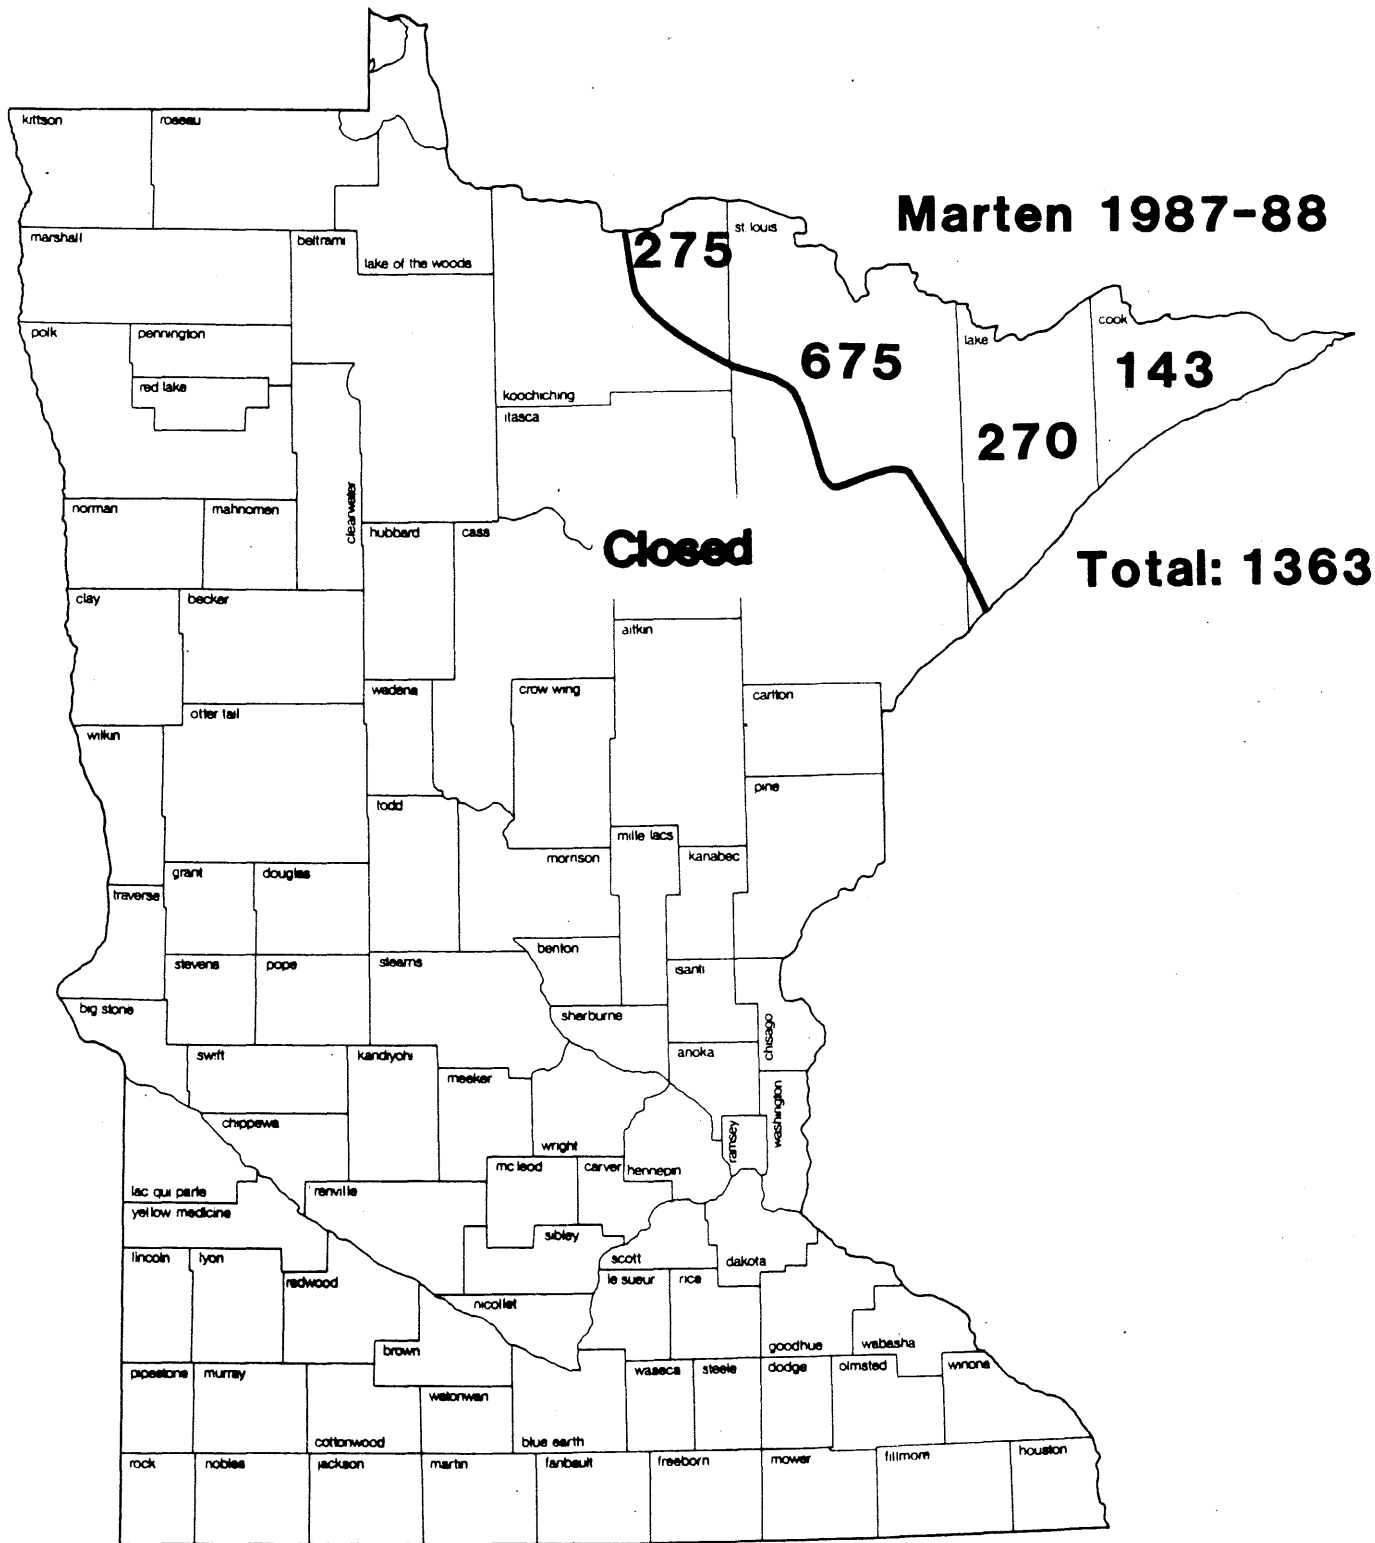 kittson
roseau
Marten 1987-88
marshall
beltrami
lake of the woods
275
st louis
polk
pennington
red lake
koochiching
itasca
675
lake
cook
143
270
norman
mahnomen
clearwater
hubbard
cass
Closed
Total: 1363
clay
becker
aitkin
wadena
crow wing
carlton
otter tail
wilkin
todd
pine
mille lacs
kanabec
morrison
grant
douglas
traverse
benton
stevens
pope
stearns
isanti
big stone
sherburne
chisago
swift
kandiyohi
anoka
meeker
washington
chippewa
ramsey
wright
mc leod
carver
hennepin
lac qui parle
renville
yellow medicine
sibley
lincoln
lyon
scott
dakota
redwood
le sueur
rice
nicollet
brown
goodhue
wabasha
pipestone
murray
waseca
steele
dodge
olmsted
winona
watonwan
cottonwood
blue earth
rock
nobles
jackson
martin
faribault
freeborn
mower
fillmore
houston